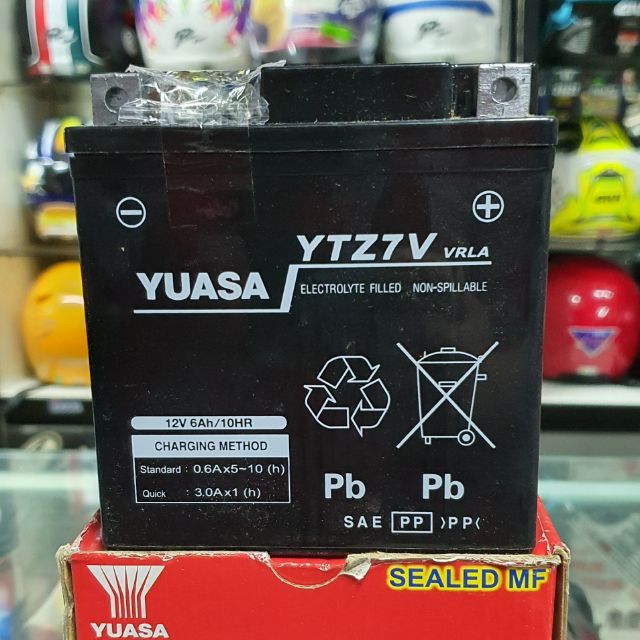 YTZ7V VRLA
YUASA
ELECTROLYTE FILLED NON-SPILLABLE
12V 6Ah/10HR
CHARGING METHOD
Standard : 0.6Ax5~10 (h)
Quick : 3.0Ax1 (h)
Pb Pb
SAE PP >PP<
SEALED MF
YUASA